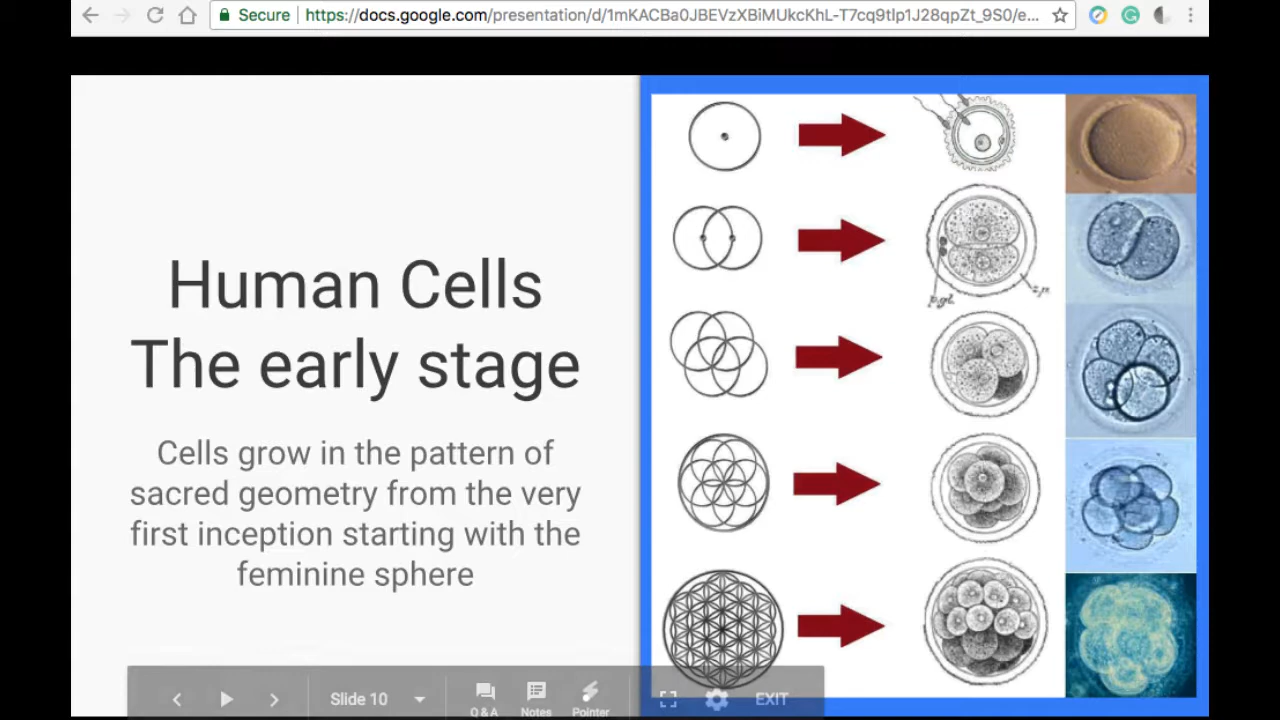 Secure https://docs.google.com/presentation/d/1mKACBa0JBEVzXBiMUkcKhL-T7cq9tlp1J28qpZt_9S0/e...
Human Cells
The early stage
Cells grow in the pattern of
sacred geometry from the very
first inception starting with the
feminine sphere
p.gl.
z.p.
Slide 10
Q & A
Notes
Pointer
EXIT